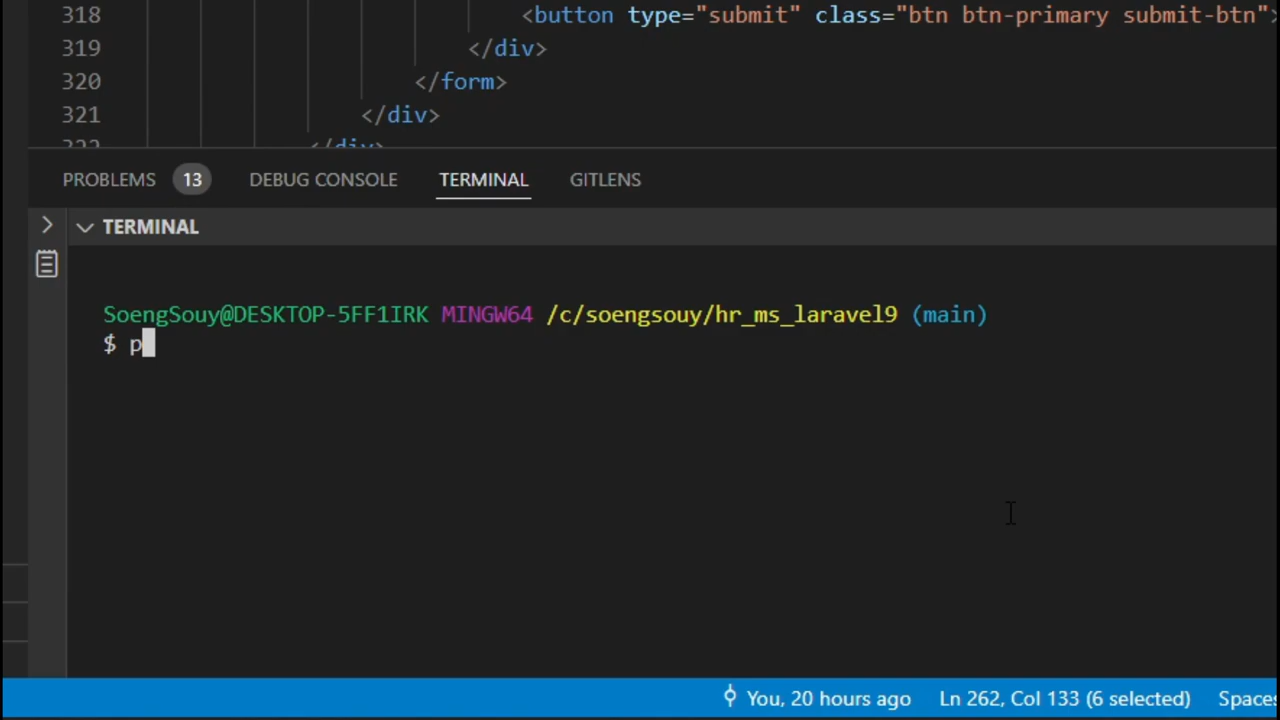 318 <button type="submit" class="btn btn-primary submit-btn">
319 </div>
320 </form>
321 </div>
322 </div>
PROBLEMS 13 DEBUG CONSOLE TERMINAL GITLENS
TERMINAL
SoengSouy@DESKTOP-5FF1IRK MINGW64 /c/soengsouy/hr_ms_laravel9 (main)
$ p
You, 20 hours ago Ln 262, Col 133 (6 selected) Spaces